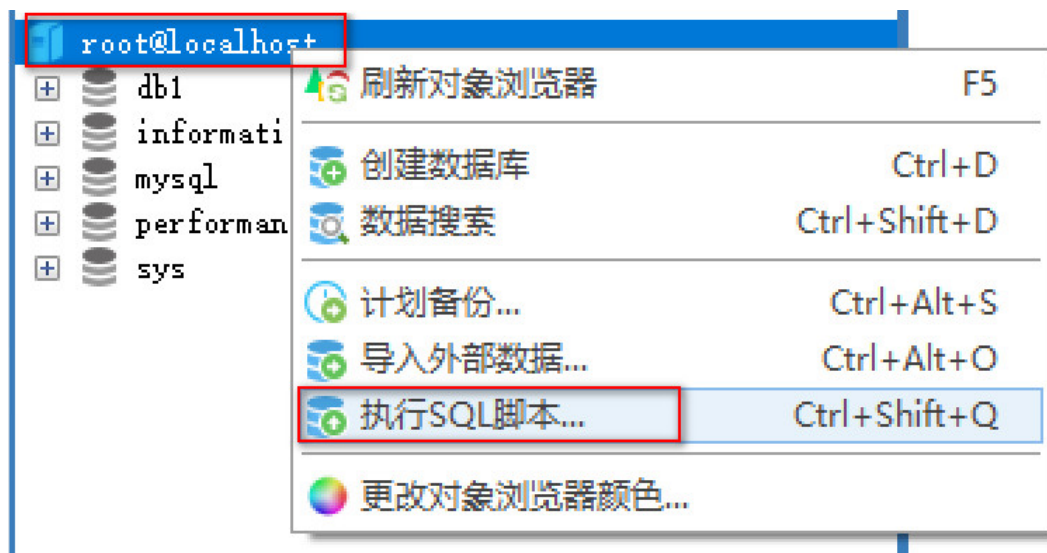 root@localhost
刷新对象浏览器 F5
db1
informati
创建数据库 Ctrl+D
mysql
performan
数据搜索 Ctrl+Shift+D
sys
计划备份... Ctrl+Alt+S
导入外部数据... Ctrl+Alt+O
执行SQL脚本... Ctrl+Shift+Q
更改对象浏览器颜色...